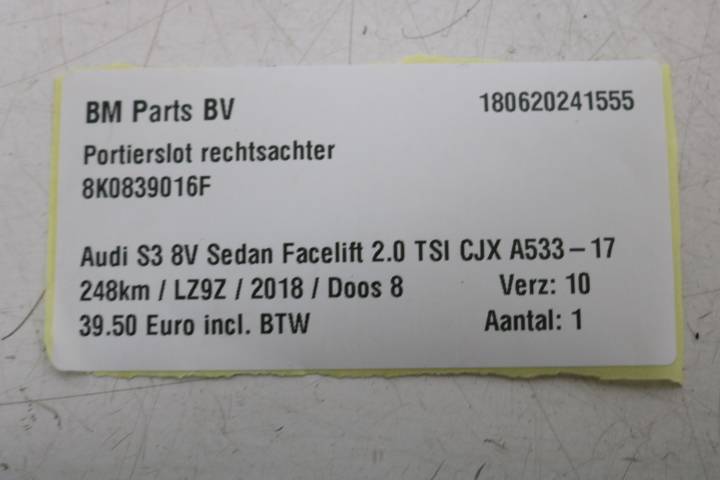 BM Parts BV 180620241555
Portierslot rechtsachter
8K0839016F
Audi S3 8V Sedan Facelift 2.0 TSI CJX A533-17
248km / LZ9Z / 2018 / Doos 8 Verz: 10
39.50 Euro incl. BTW Aantal: 1